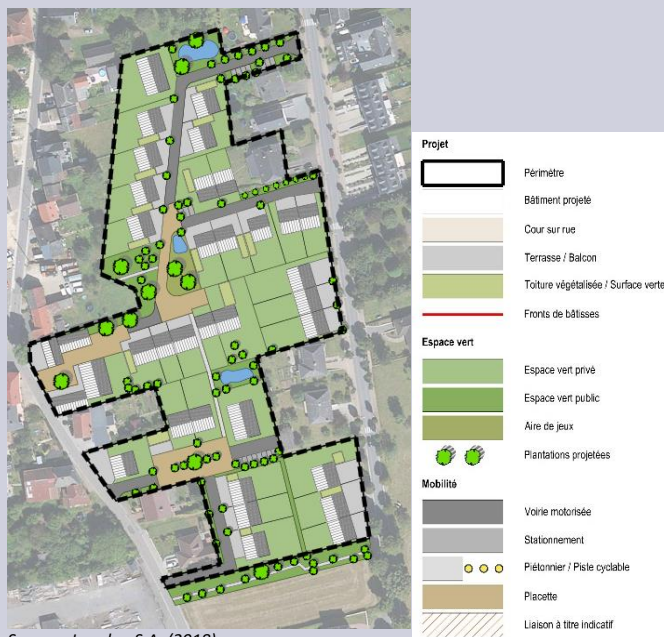 Projet
Périmètre
Bâtiment projeté
Cour sur rue
Terrasse / Balcon
Toiture végétalisée / Surface verte
Fronts de bâtisses
Espace vert
Espace vert privé
Espace vert public
Aire de jeux
Plantations projetées
Mobilité
Voirie motorisée
Stationnement
Piétonnier / Piste cyclable
Placette
Liaison à titre indicatif
S.A. (2019)